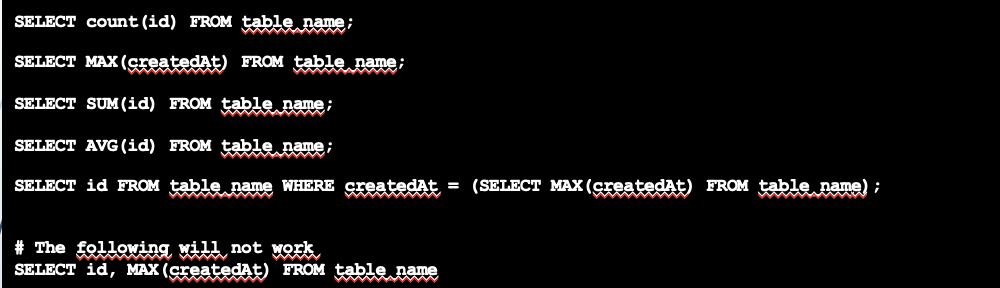 SELECT count(id) FROM table_name;
SELECT MAX(createdAt) FROM table_name;
SELECT SUM(id) FROM table_name;
SELECT AVG(id) FROM table_name;
SELECT id FROM table_name WHERE createdAt = (SELECT MAX(createdAt) FROM table_name);
# The following will not work
SELECT id, MAX(createdAt) FROM table_name